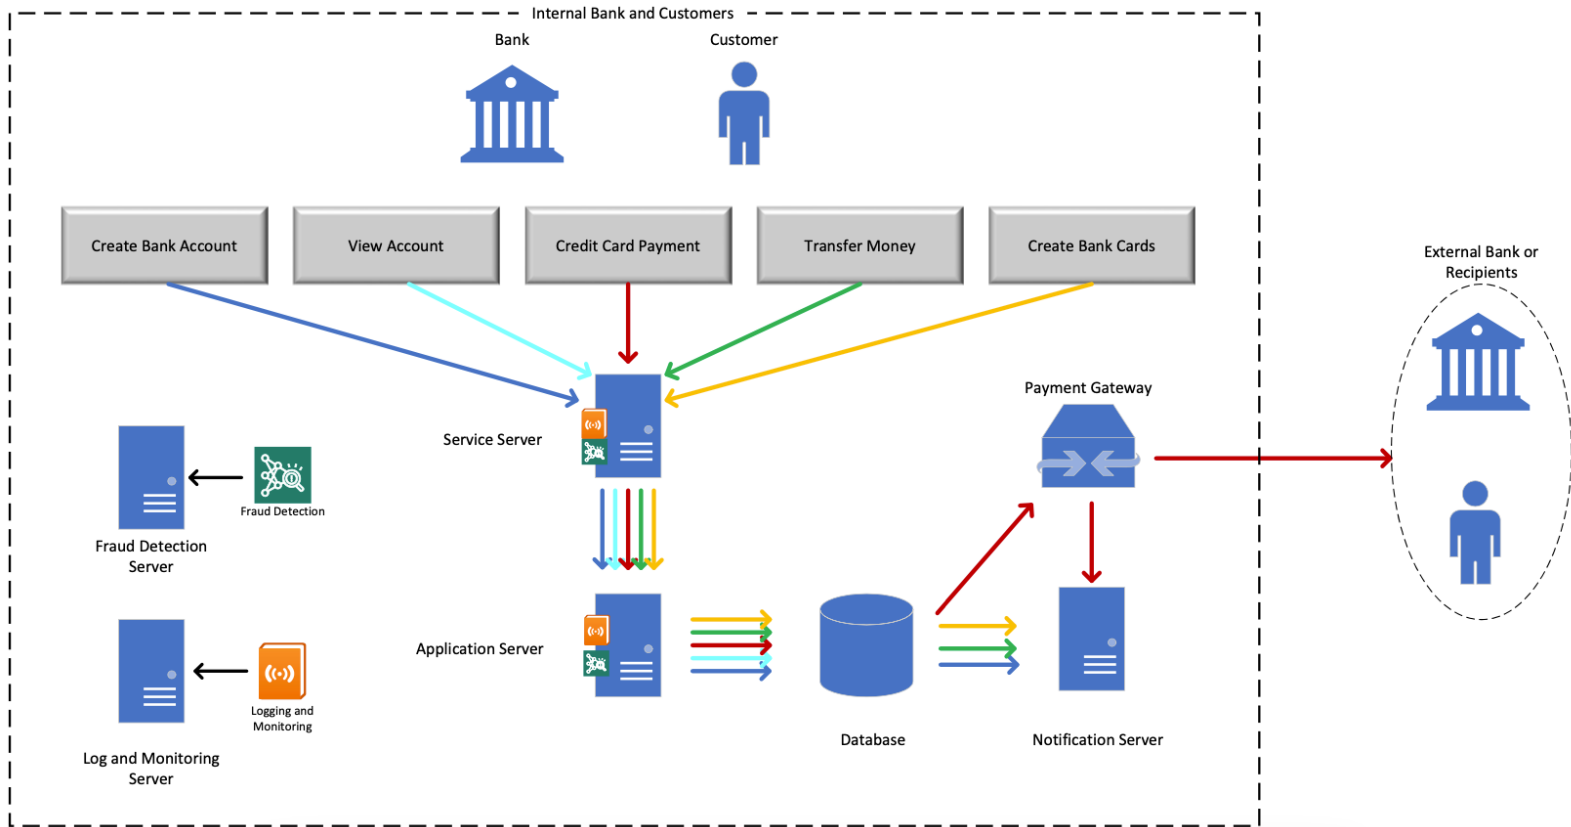 Internal Bank and Customers
Bank
Customer
Create Bank Account
View Account
Credit Card Payment
Transfer Money
Create Bank Cards
External Bank or
Recipients
Payment Gateway
Service Server
Fraud Detection
Fraud Detection
Server
Application Server
Logging and
Monitoring
Database
Notification Server
Log and Monitoring
Server